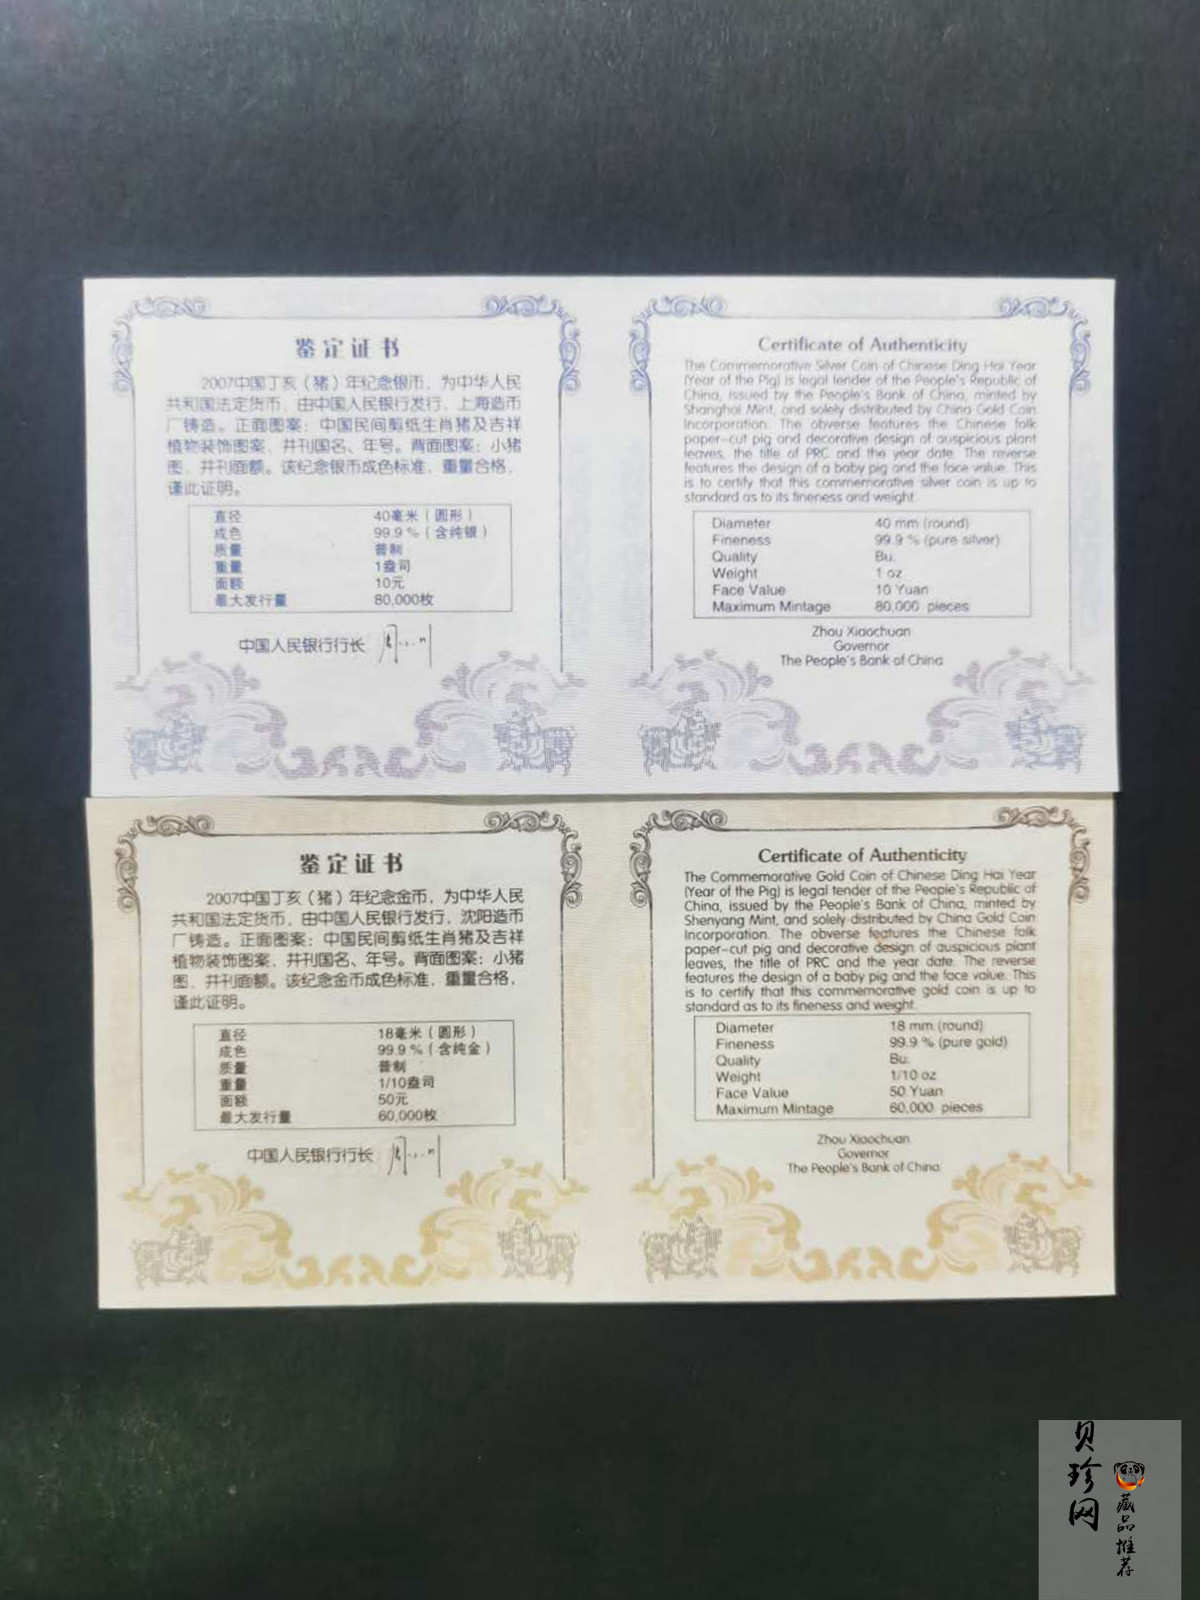 鉴定证书
2007中国丁亥（猪）年纪念银币，为中华人民
共和国法定货币，由中国人民银行发行，上海造币
厂铸造。正面图案：中国民间剪纸生肖猪及吉祥
植物装饰图案，并刊国名、年号。背面图案：小猪
图，并刊面额。该纪念银币成色标准，重量合格，
谨此证明。
直径 40毫米（圆形）
成色 99.9％（含纯银）
质量 普制
重量 1盎司
面额 10元
最大发行量 80,000枚
中国人民银行行长
Certificate of Authenticity
The Commemorative Silver Coin of Chinese Ding Hai Year
(Year of the Pig) is legal tender of the People's Republic of
China, issued by the People's Bank of China, minted by
Shanghai Mint, and solely distributed by China Gold Coin
Incorporation. The obverse features the Chinese folk
paper-cut pig and decorative design of auspicious plant
leaves, the title of PRC and the year date. The reverse
features the design of a baby pig and the face value. This
is to certify that this commemorative silver coin is up to
standard as to its fineness and weight.
Diameter 40 mm (round)
Fineness 99.9 % (pure silver)
Quality Bu.
Weight 1 oz
Face Value 10 Yuan
Maximum Mintage 80,000 pieces
Zhou Xiaochuan
Governor
The People's Bank of China
鉴定证书
2007中国丁亥（猪）年纪念金币，为中华人民
共和国法定货币，由中国人民银行发行，沈阳造币
厂铸造。正面图案：中国民间剪纸生肖猪及吉祥
植物装饰图案，并刊国名、年号。背面图案：小猪
图，并刊面额。该纪念金币成色标准，重量合格，
谨此证明。
直径 18毫米（圆形）
成色 99.9％（含纯金）
质量 普制
重量 1/10盎司
面额 50元
最大发行量 60,000枚
中国人民银行行长
Certificate of Authenticity
The Commemorative Gold Coin of Chinese Ding Hai Year
(Year of the Pig) is legal tender of the People's Republic of
China, issued by the People's Bank of China, minted by
Shenyang Mint, and solely distributed by China Gold Coin
Incorporation. The obverse features the Chinese folk
paper-cut pig and decorative design of auspicious plant
leaves, the title of PRC and the year date. The reverse
features the design of a baby pig and the face value. This
is to certify that this commemorative gold coin is up to
standard as to its fineness and weight.
Diameter 18 mm (round)
Fineness 99.9 % (pure gold)
Quality Bu.
Weight 1/10 oz
Face Value 50 Yuan
Maximum Mintage 60,000 pieces
Zhou Xiaochuan
Governor
The People's Bank of China
贝珍网
藏品推荐